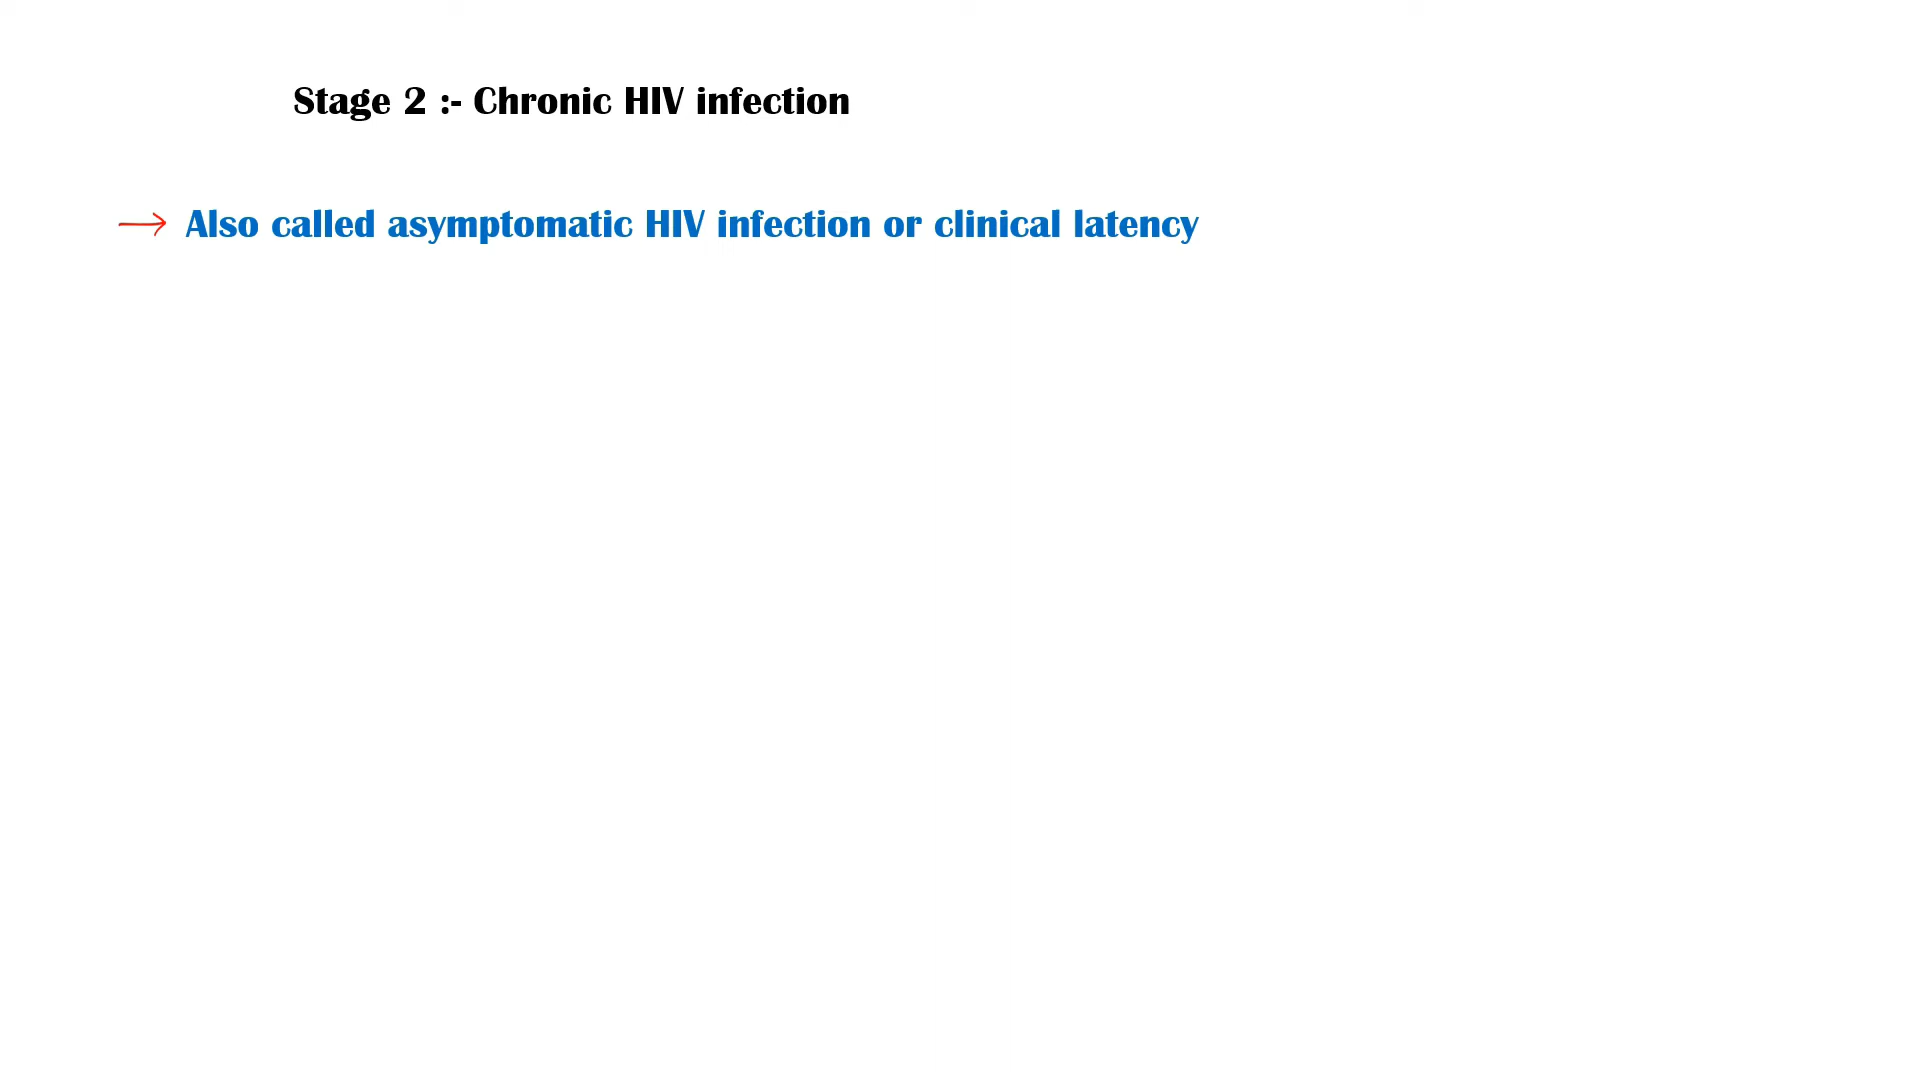 Stage 2 :- Chronic HIV infection
→ Also called asymptomatic HIV infection or clinical latency